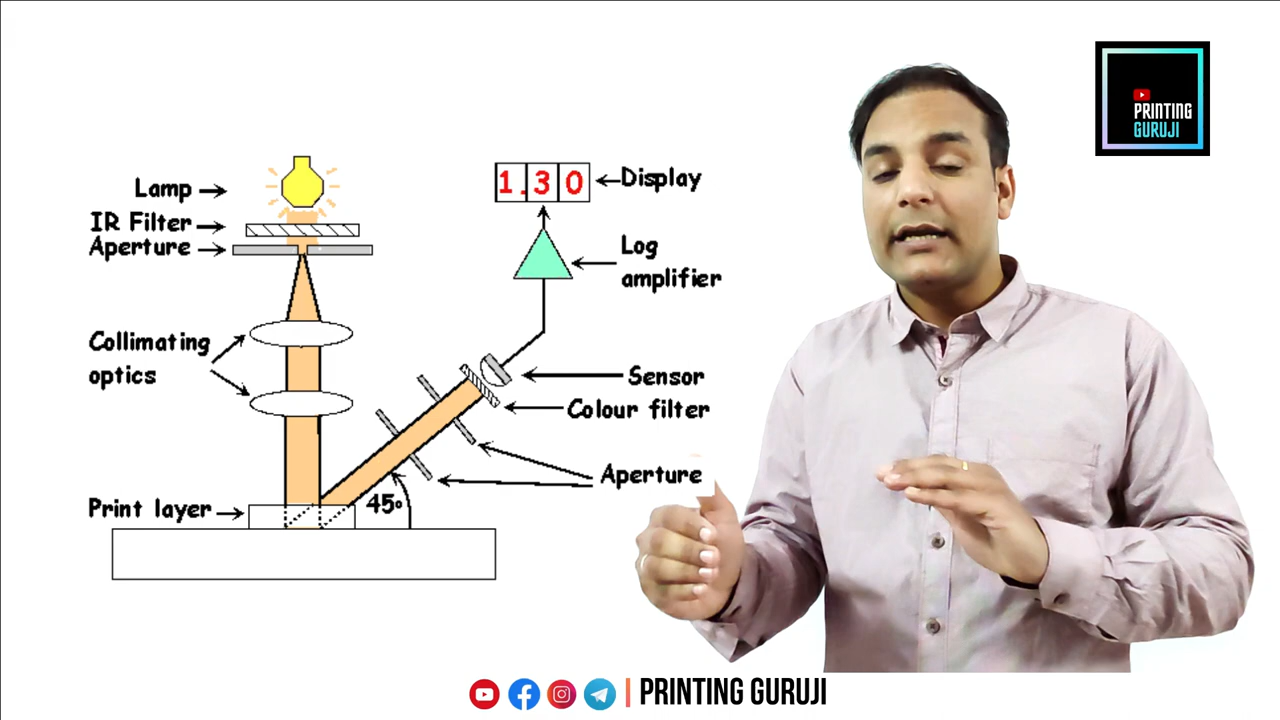 PRINTING
GURUJI
Lamp
IR Filter
Aperture
Collimating
optics
Print layer
1.30
Display
Log
amplifier
Sensor
Colour filter
Aperture
45°
PRINTING GURUJI